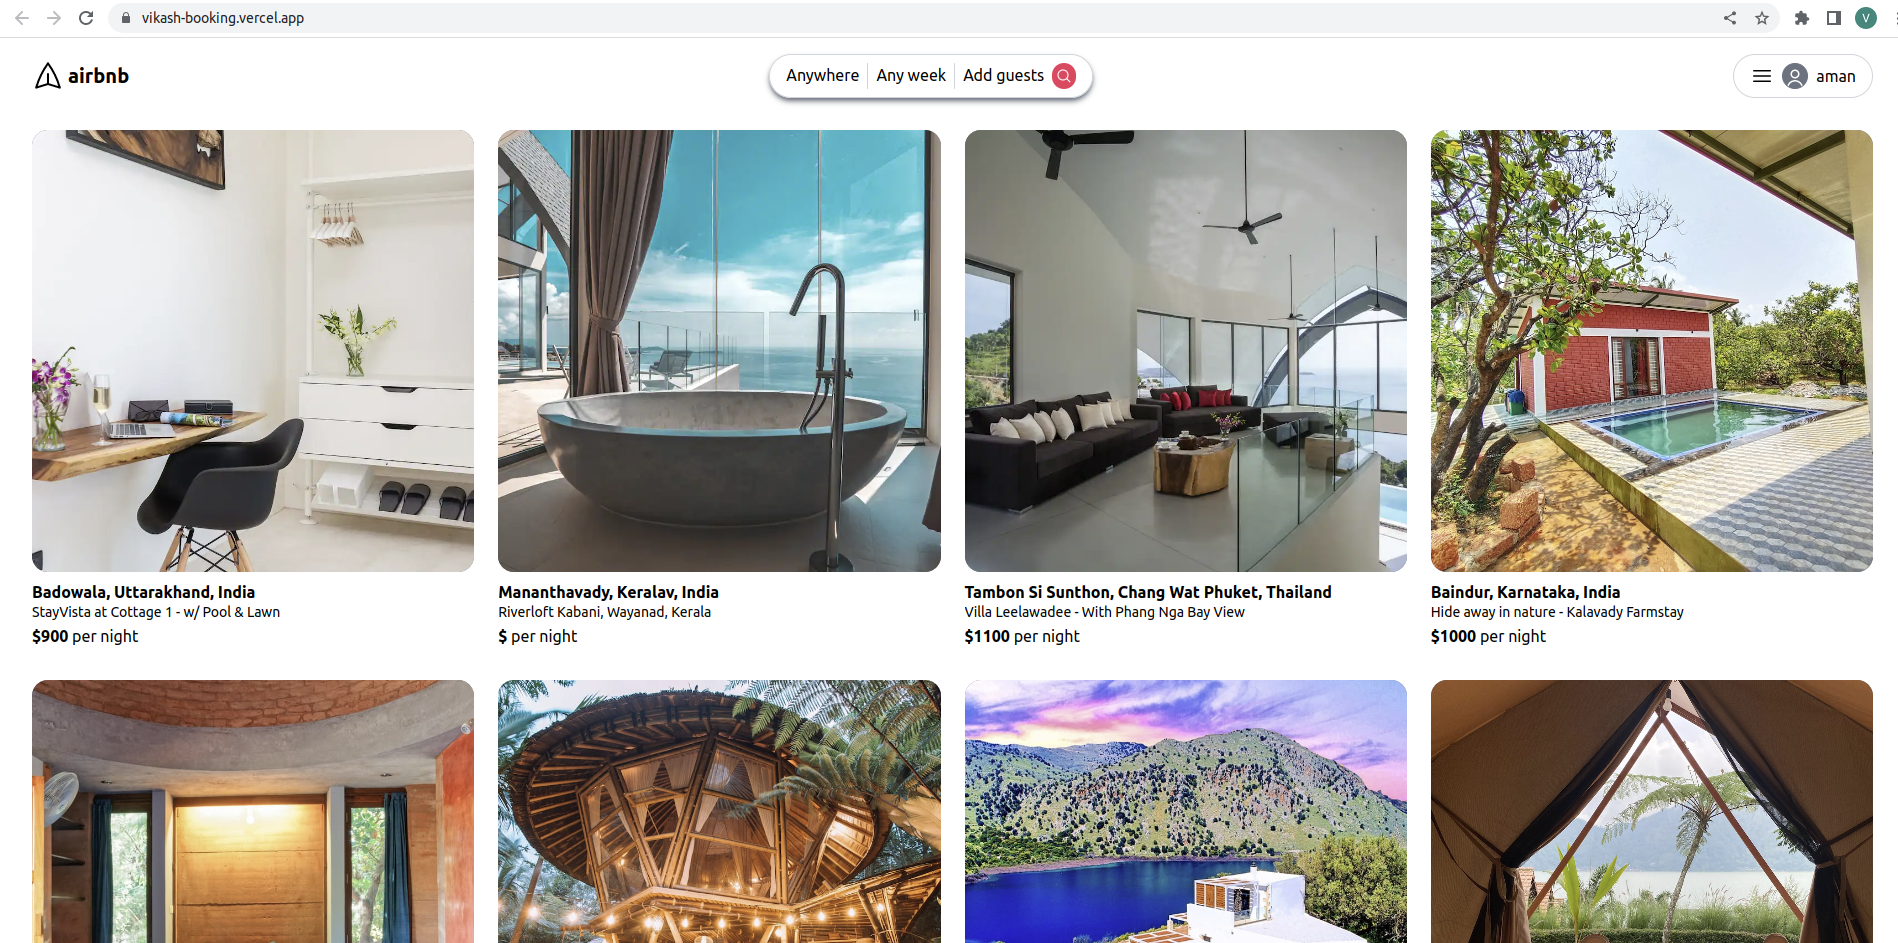 vikash-booking.vercel.app
V
airbnb
Anywhere Any week Add guests
aman
Badowala, Uttarakhand, India
StayVista at Cottage 1 - w/ Pool & Lawn
$900 per night
Mananthavady, Keralav, India
Riverloft Kabani, Wayanad, Kerala
$ per night
Tambon Si Sunthon, Chang Wat Phuket, Thailand
Villa Leelawadee - With Phang Nga Bay View
$1100 per night
Baindur, Karnataka, India
Hide away in nature - Kalavady Farmstay
$1000 per night